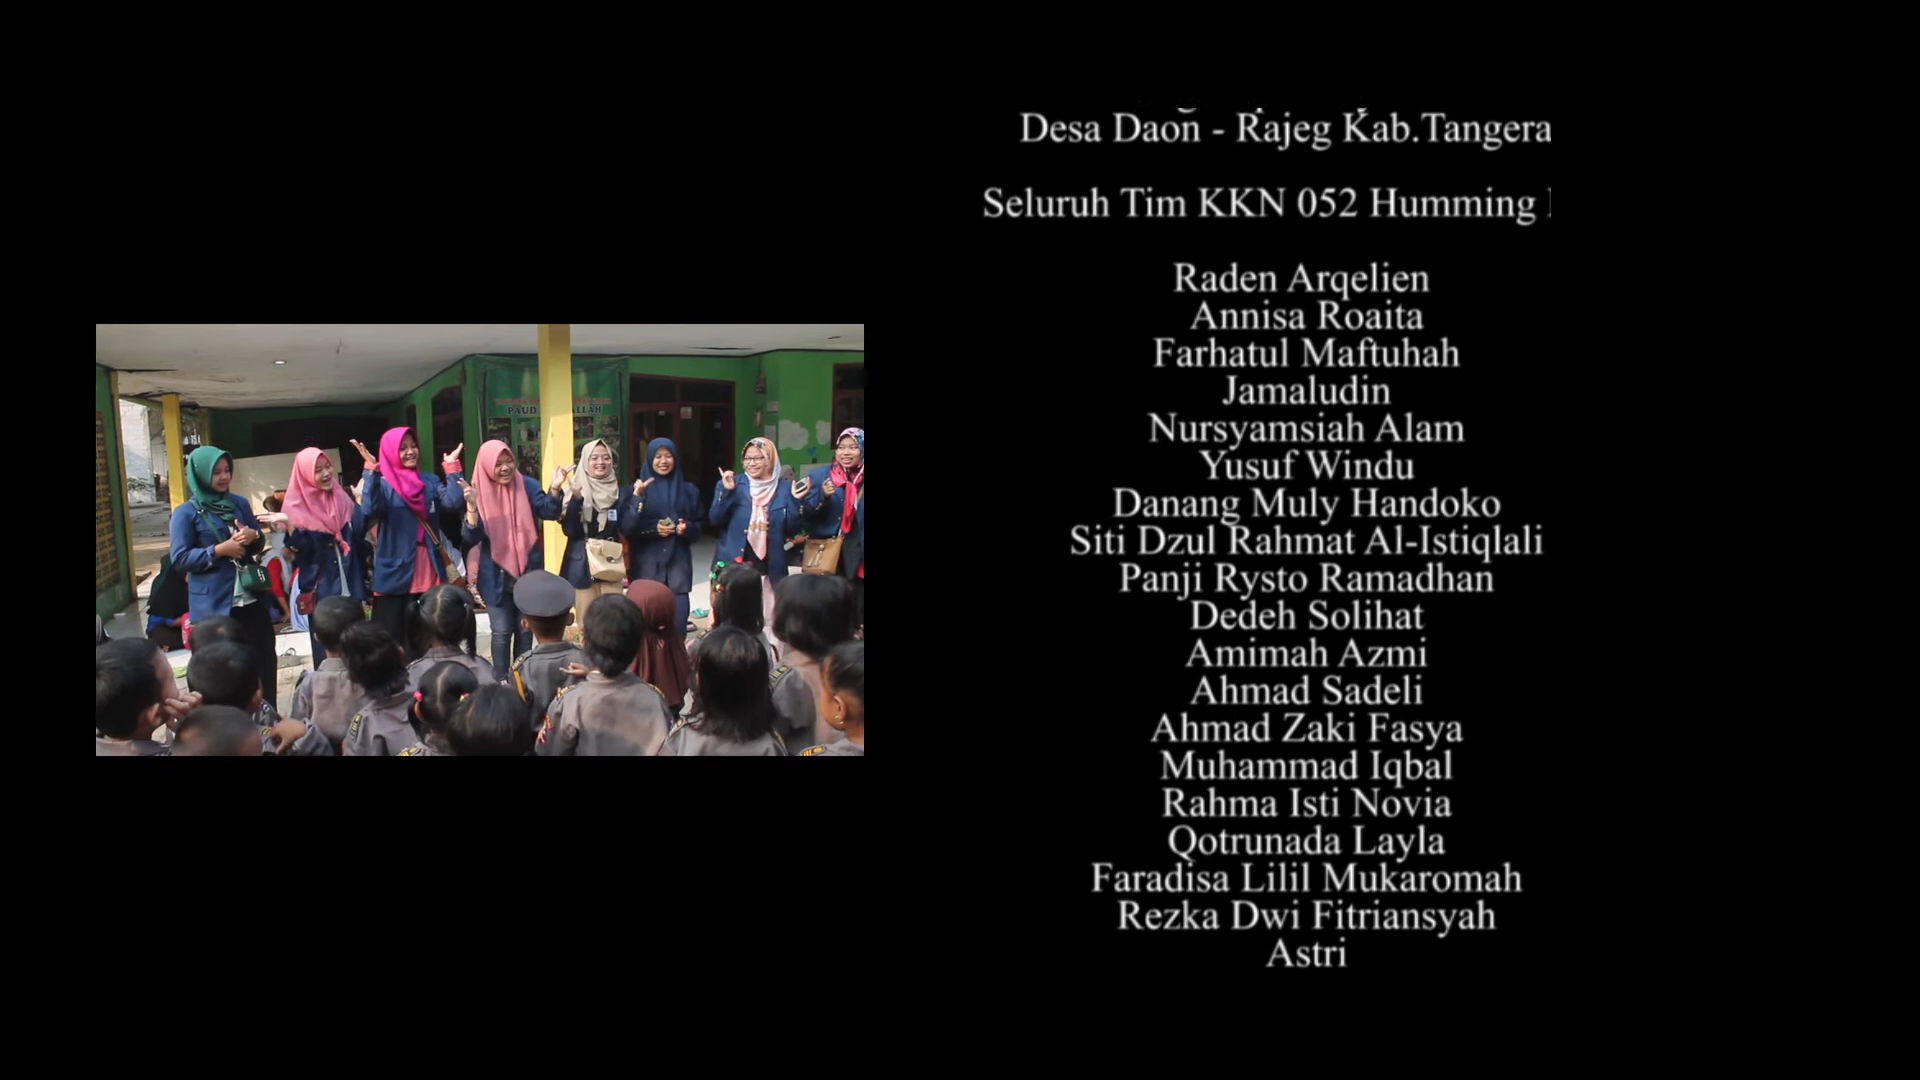 Desa Daon - Rajeg Kab.Tangera
Seluruh Tim KKN 052 Humming
Raden Arqelien
Annisa Roaita
Farhatul Maftuhah
Jamaludin
Nursyamsiah Alam
Yusuf Windu
Danang Muly Handoko
Siti Dzul Rahmat Al-Istiqlali
Panji Rysto Ramadhan
Dedeh Solihat
Amimah Azmi
Ahmad Sadeli
Ahmad Zaki Fasya
Muhammad Iqbal
Rahma Isti Novia
Qotrunada Layla
Faradisa Lilil Mukaromah
Rezka Dwi Fitriansyah
Astri
PAUD